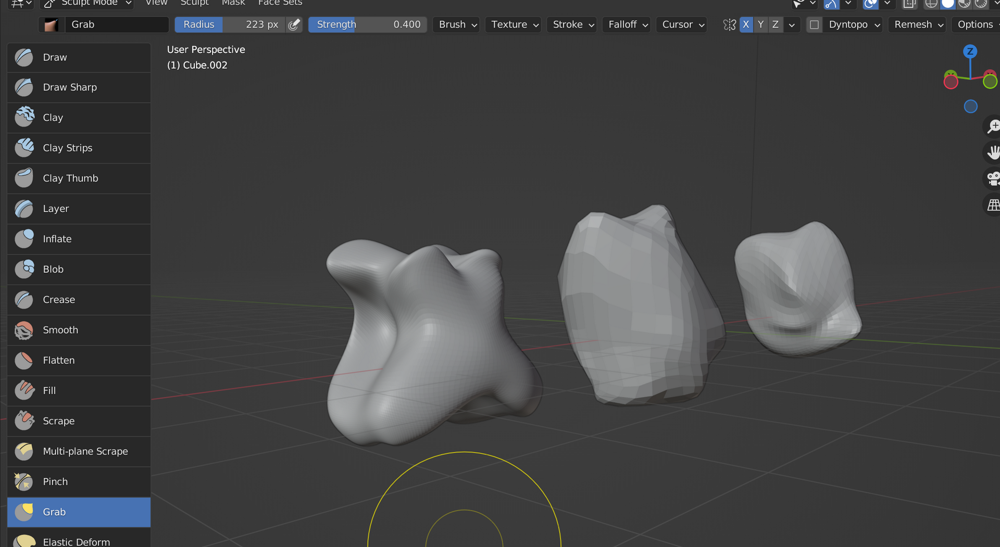 Sculpt Mode View Sculpt Mask Face Sets
Grab Radius 223 px Strength 0.400 Brush Texture Stroke Falloff Cursor X Y Z Dyntopo Remesh Options
User Perspective
(1) Cube.002
Z
Draw
Draw Sharp
Clay
Clay Strips
Clay Thumb
Layer
Inflate
Blob
Crease
Smooth
Flatten
Fill
Scrape
Multi-plane Scrape
Pinch
Grab
Elastic Deform